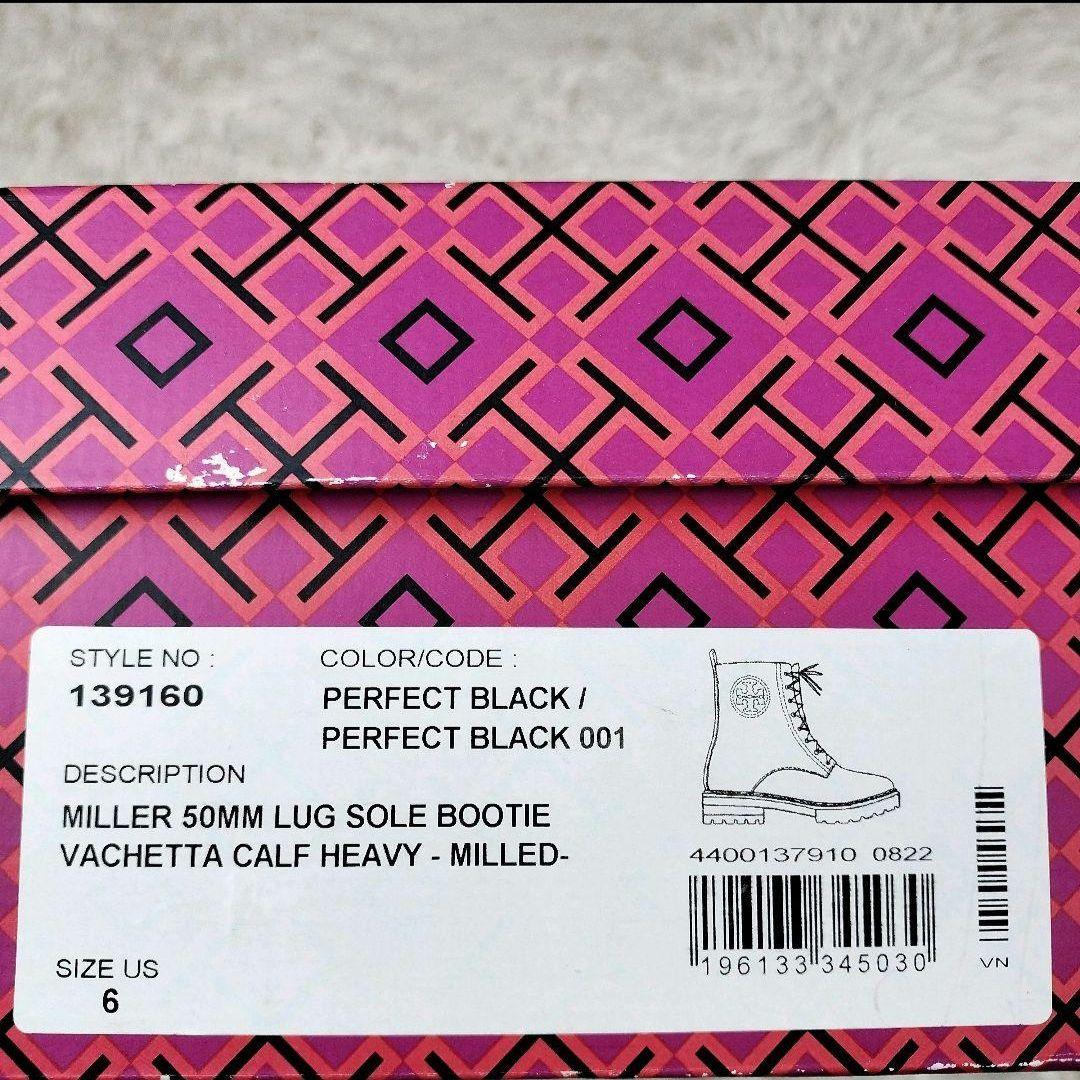 STYLE NO :
139160
COLOR/CODE :
PERFECT BLACK /
PERFECT BLACK 001
DESCRIPTION
MILLER 50MM LUG SOLE BOOTIE
VACHETTA CALF HEAVY - MILLED-
SIZE US
6
4400137910 0822
196133 345030
VN